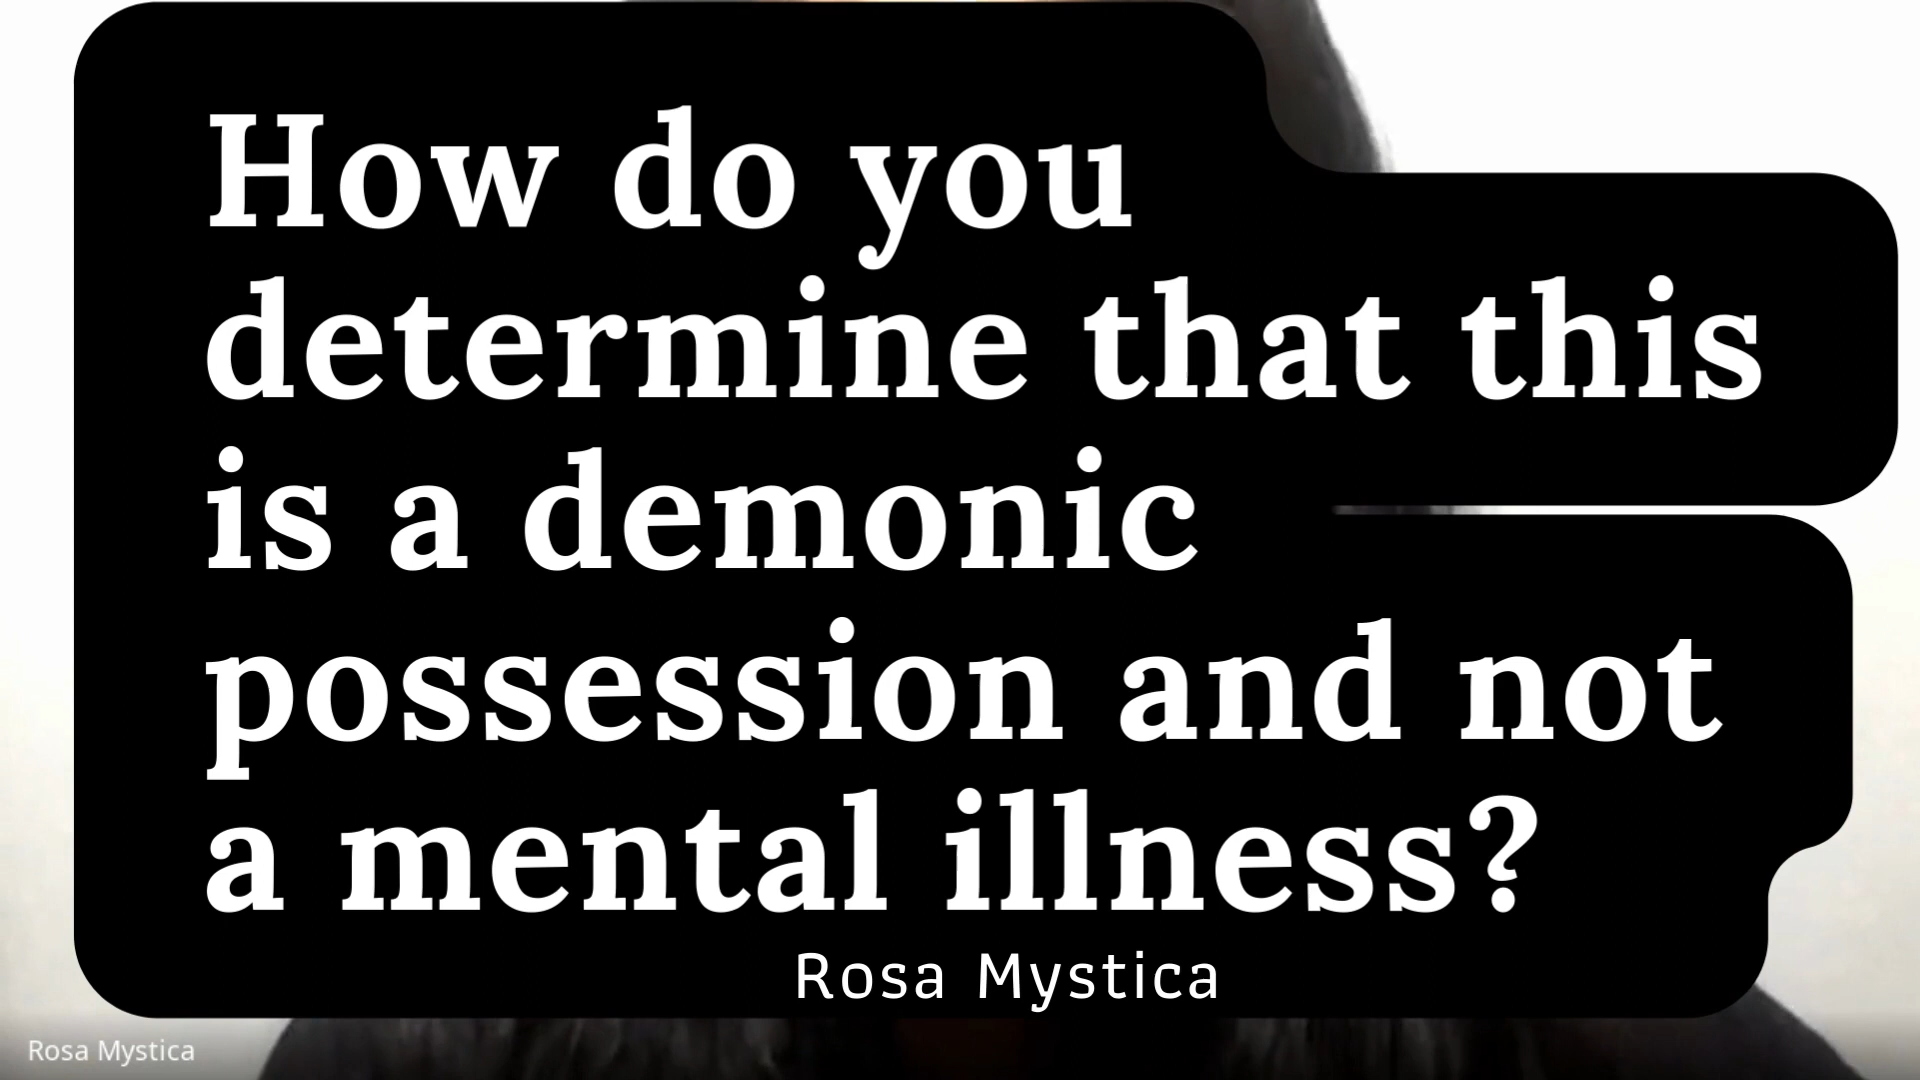 How do you
determine that this
is a demonic
possession and not
a mental illness?
Rosa Mystica
Rosa Mystica